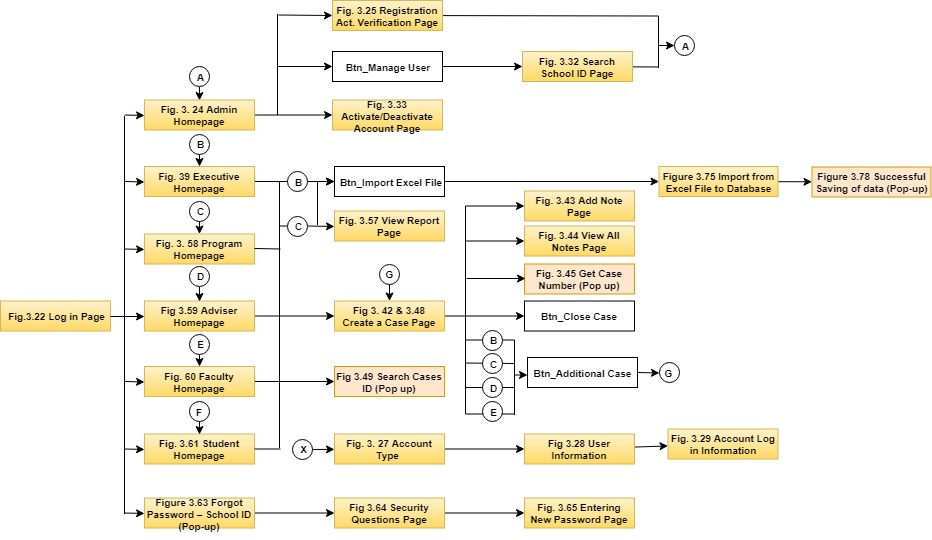 Fig. 3.25 Registration
Act. Verification Page
A
Btn_Manage User
Fig. 3.32 Search
School ID Page
A
Fig. 3. 24 Admin
Homepage
Fig. 3.33
Activate/Deactivate
Account Page
B
Fig. 39 Executive
Homepage
B
Btn_Import Excel File
Figure 3.75 Import from
Excel File to Database
Figure 3.78 Successful
Saving of data (Pop-up)
C
C
Fig. 3.57 View Report
Page
Fig. 3.43 Add Note
Page
Fig. 3. 58 Program
Homepage
Fig. 3.44 View All
Notes Page
D
G
Fig. 3.45 Get Case
Number (Pop up)
Fig.3.22 Log in Page
Fig 3.59 Adviser
Homepage
Fig. 3. 42 & 3.48
Create a Case Page
Btn_Close Case
E
B
C
D
E
Btn_Additional Case
G
Fig. 60 Faculty
Homepage
Fig 3.49 Search Cases
ID (Pop up)
F
Fig. 3.61 Student
Homepage
X
Fig. 3. 27 Account
Type
Fig 3.28 User
Information
Fig. 3.29 Account Log
in Information
Figure 3.63 Forgot
Password – School ID
(Pop-up)
Fig 3.64 Security
Questions Page
Fig. 3.65 Entering
New Password Page